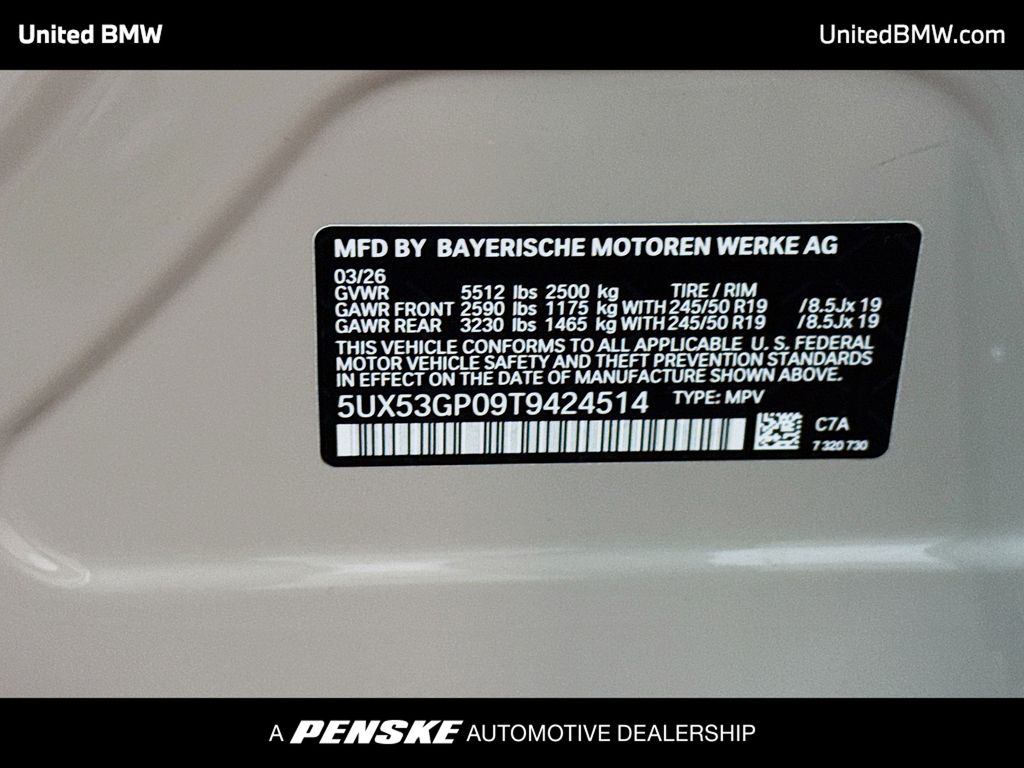 United BMW UnitedBMW.com
MFD BY BAYERISCHE MOTOREN WERKE AG
03/26
GVWR 5512 lbs 2500 kg TIRE / RIM
GAWR FRONT 2590 lbs 1175 kg WITH 245/50 R19 /8.5Jx 19
GAWR REAR 3230 lbs 1465 kg WITH 245/50 R19 /8.5Jx 19
THIS VEHICLE CONFORMS TO ALL APPLICABLE U. S. FEDERAL
MOTOR VEHICLE SAFETY AND THEFT PREVENTION STANDARDS
IN EFFECT ON THE DATE OF MANUFACTURE SHOWN ABOVE.
5UX53GP09T9424514 TYPE: MPV
C7A
7 320 730
A PENSKE AUTOMOTIVE DEALERSHIP